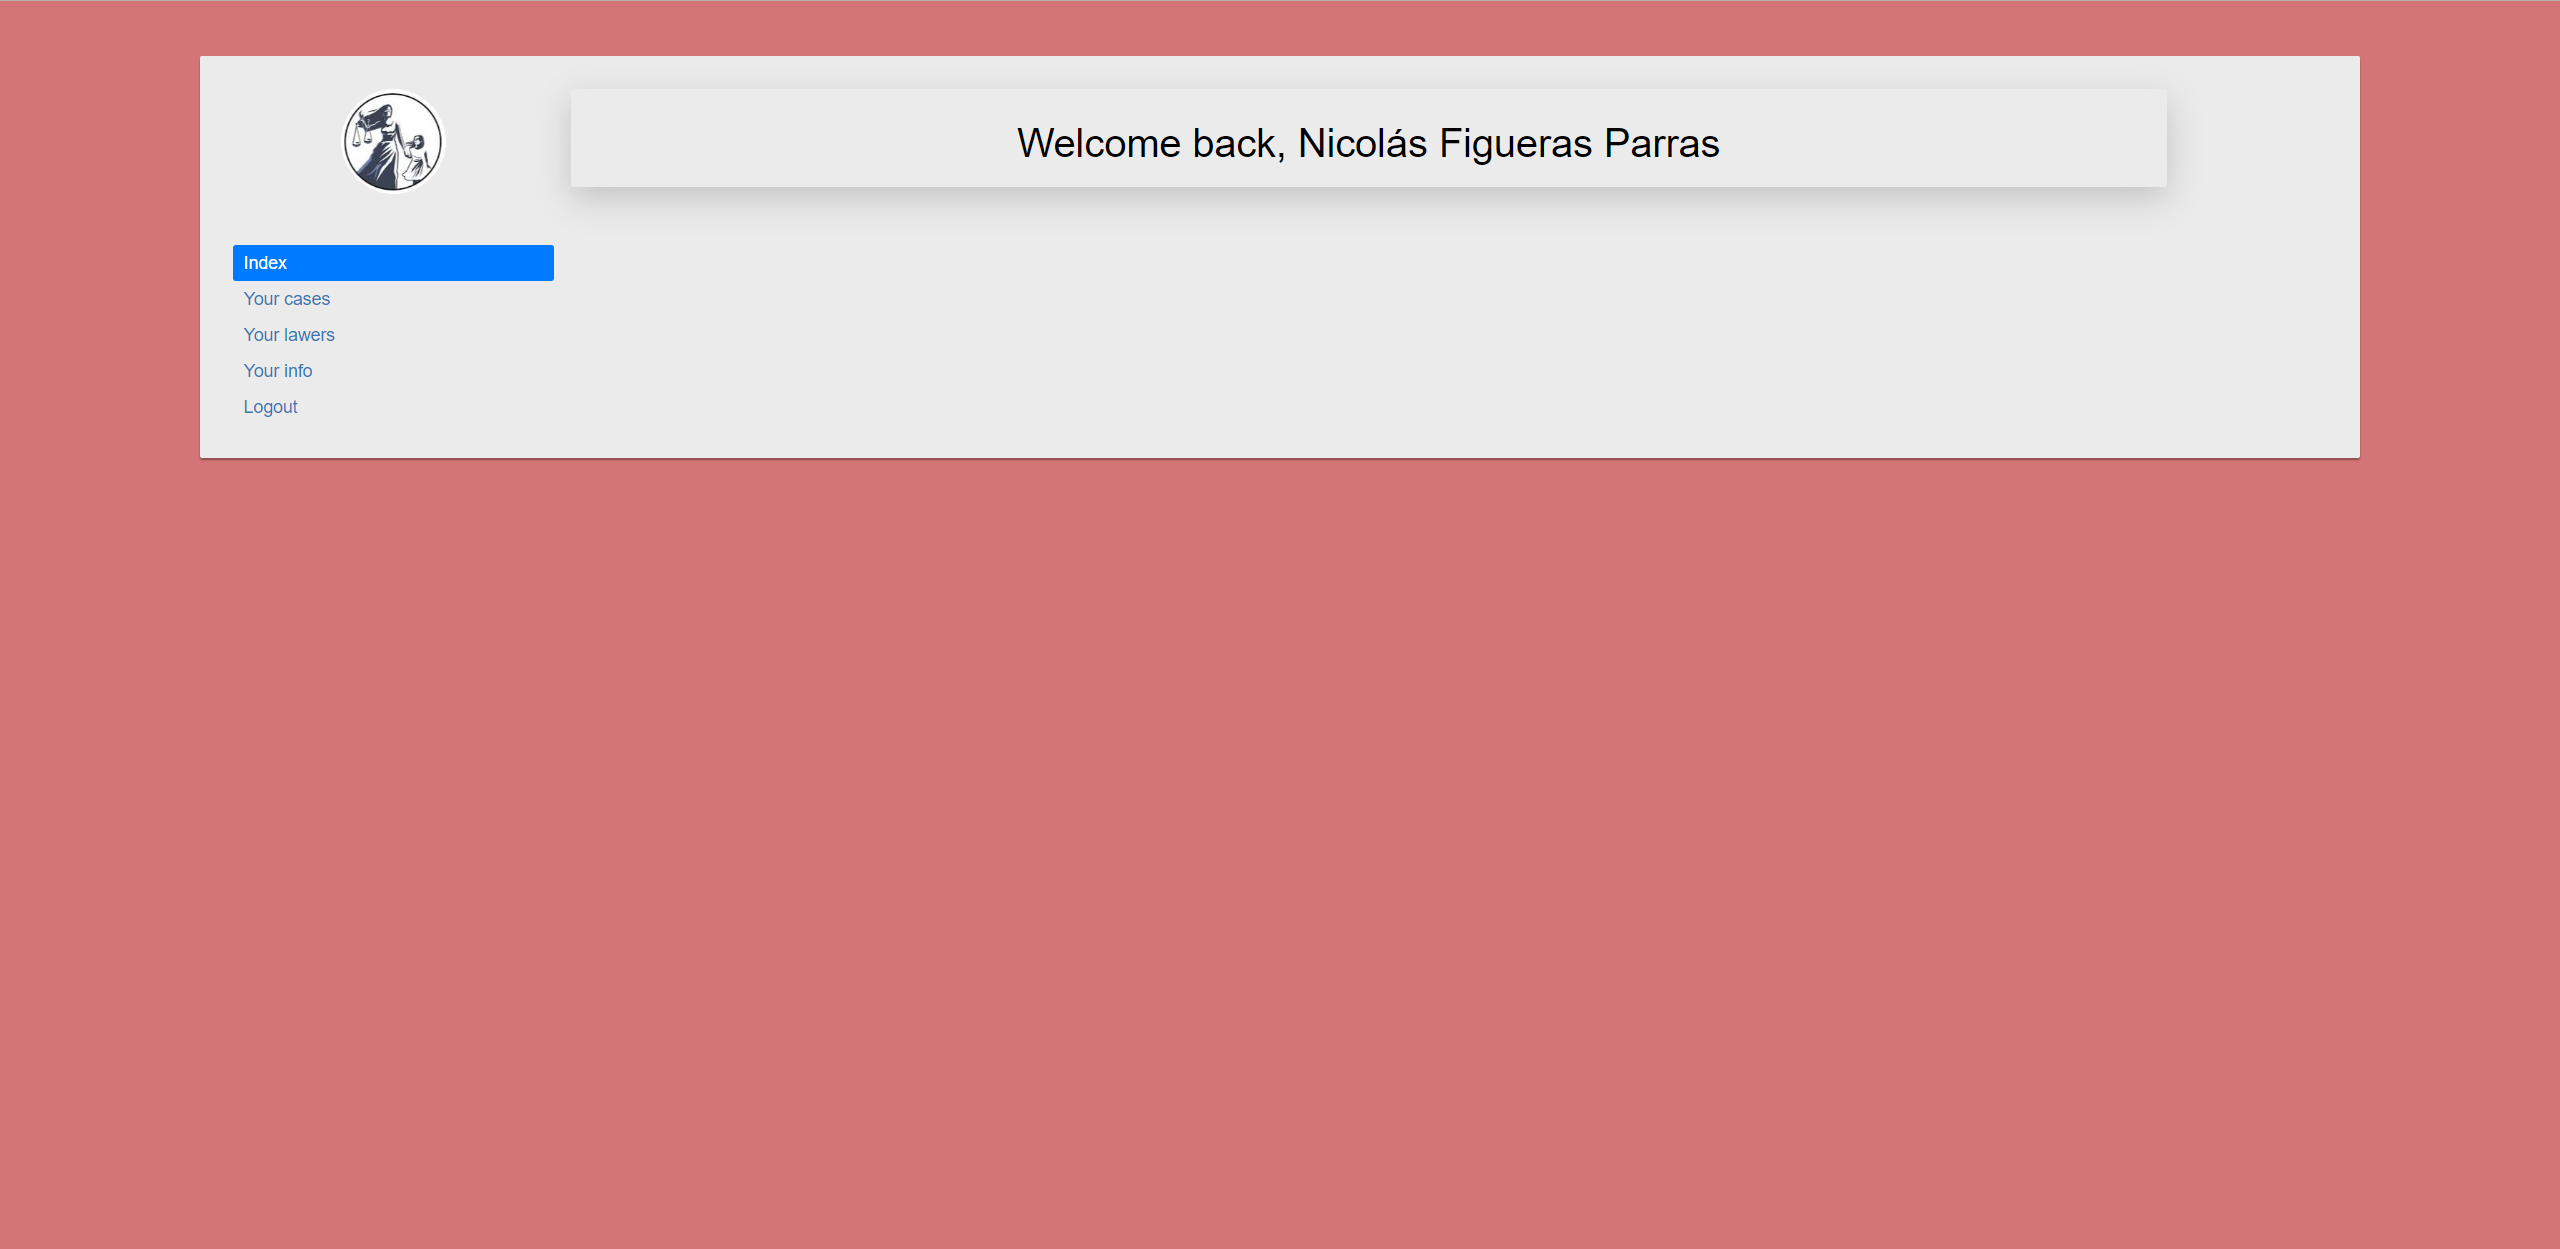 Welcome back, Nicolás Figueras Parras
Index
Your cases
Your lawers
Your info
Logout